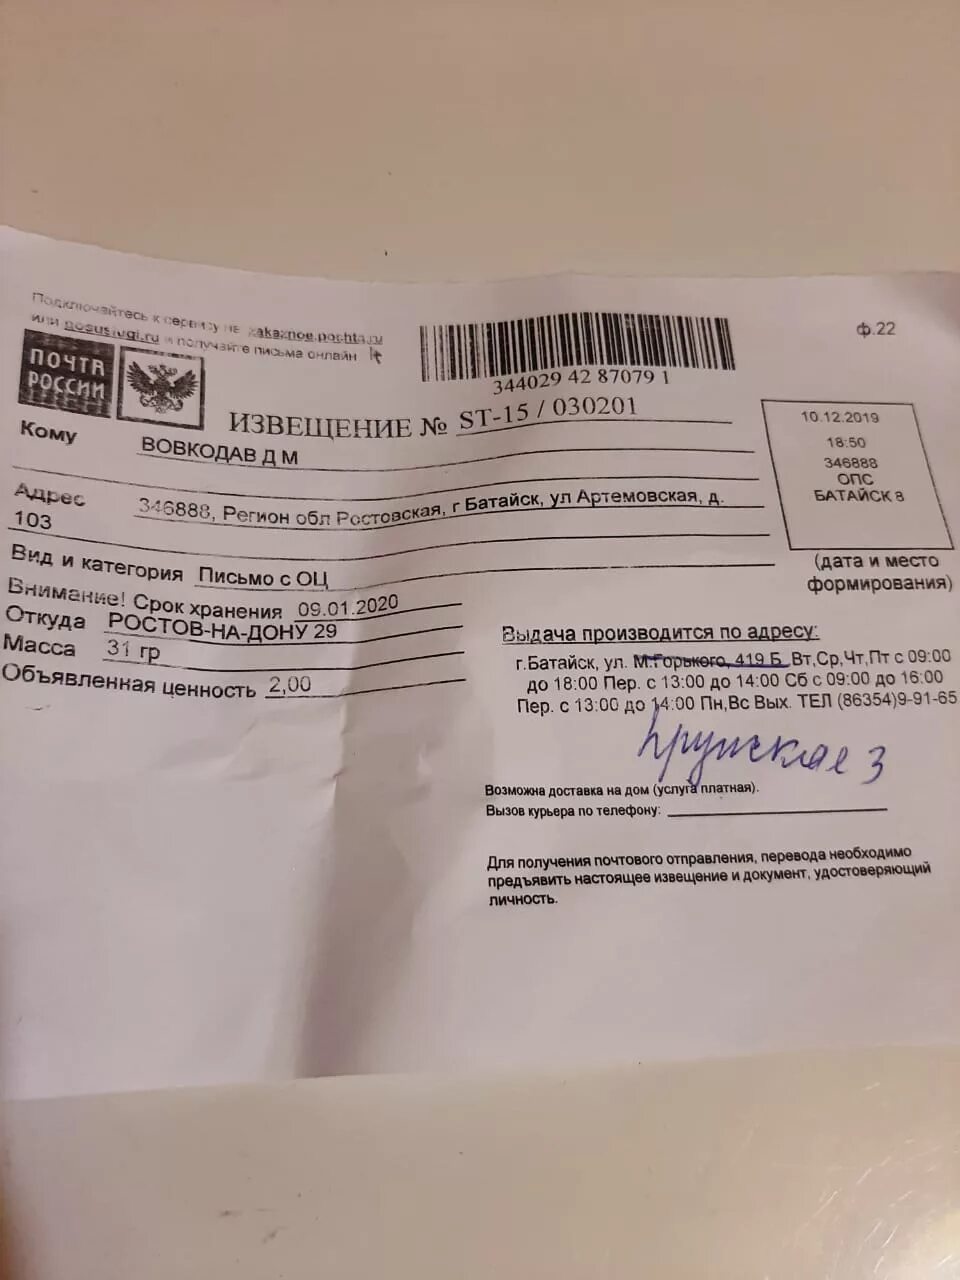 Подключайтесь к сервису на zakaznoe.pochta.ru
или gosuslugi.ru и получайте письма онлайн
ПОЧТА
РОССИИ
344029 42 87079 1
ф.22
ИЗВЕЩЕНИЕ № ST-15 / 030201
Кому ВОВКОДАВ Д М
Адрес 346888, Регион обл Ростовская, г Батайск, ул Артемовская, д.
103
Вид и категория Письмо с ОЦ
Внимание! Срок хранения 09.01.2020
Откуда РОСТОВ-НА-ДОНУ 29
Масса 31 гр
Объявленная ценность 2,00
10.12.2019
18:50
346888
ОПС
БАТАЙСК 8
(дата и место
формирования)
Выдача производится по адресу:
г.Батайск, ул. М.Горького, 419 Б Вт,Ср,Чт,Пт с 09:00
до 18:00 Пер. с 13:00 до 14:00 Сб с 09:00 до 16:00
Пер. с 13:00 до 14:00 Пн,Вс Вых. ТЕЛ (86354)9-91-65
3
Возможна доставка на дом (услуга платная).
Вызов курьера по телефону:
Для получения почтового отправления, перевода необходимо
предъявить настоящее извещение и документ, удостоверяющий
личность.